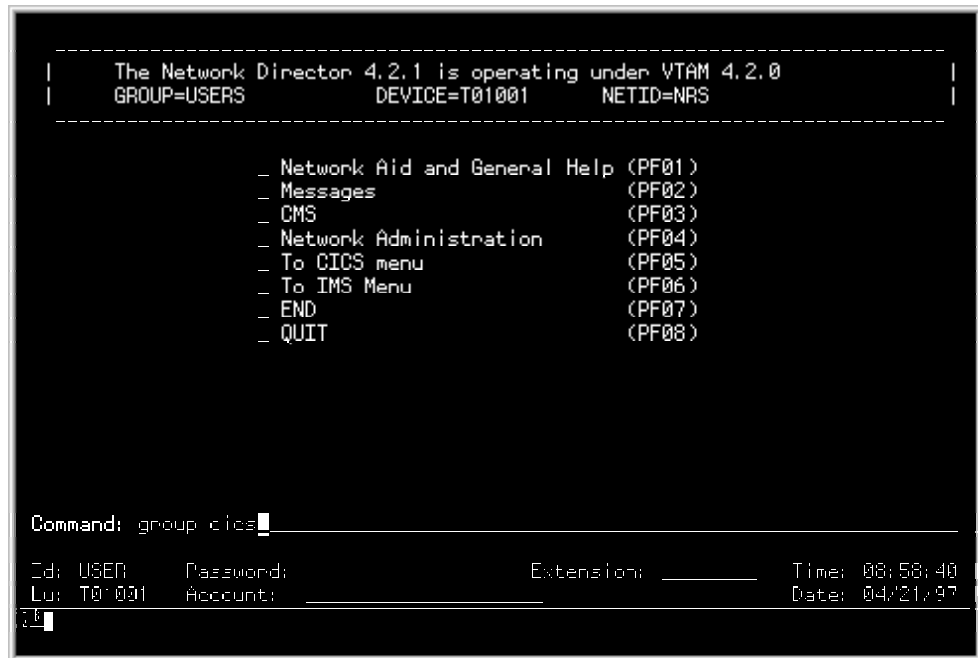 The Network Director 4.2.1 is operating under VTAM 4.2.0
GROUP=USERS DEVICE=T01001 NETID=NRS
_ Network Aid and General Help (PF01)
_ Messages (PF02)
_ CMS (PF03)
_ Network Administration (PF04)
_ To CICS menu (PF05)
_ To IMS Menu (PF06)
_ END (PF07)
_ QUIT (PF08)
Command: group cics
Id: USER Password: Extension: Time: 08:58:40
Lu: T01001 Account: Date: 04/21/97